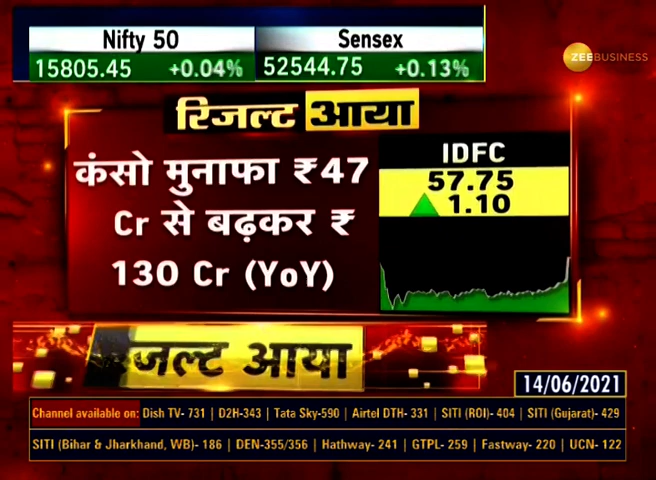 Nifty 50
15805.45 +0.04%
Sensex
52544.75 +0.13%
ZEEBUSINESS
रिजल्ट आया
कंसो मुनाफा ₹47
Cr से बढ़कर ₹
130 Cr (YoY)
IDFC
57.75
1.10
जल्ट आया
14/06/2021
Channel available on: Dish TV- 731 | D2H-343 | Tata Sky-590 | Airtel DTH- 331 | SITI (ROI)- 404 | SITI (Gujarat)- 429
SITI (Bihar & Jharkhand, WB)- 186 | DEN-355/356 | Hathway- 241 | GTPL- 259 | Fastway- 220 | UCN- 122